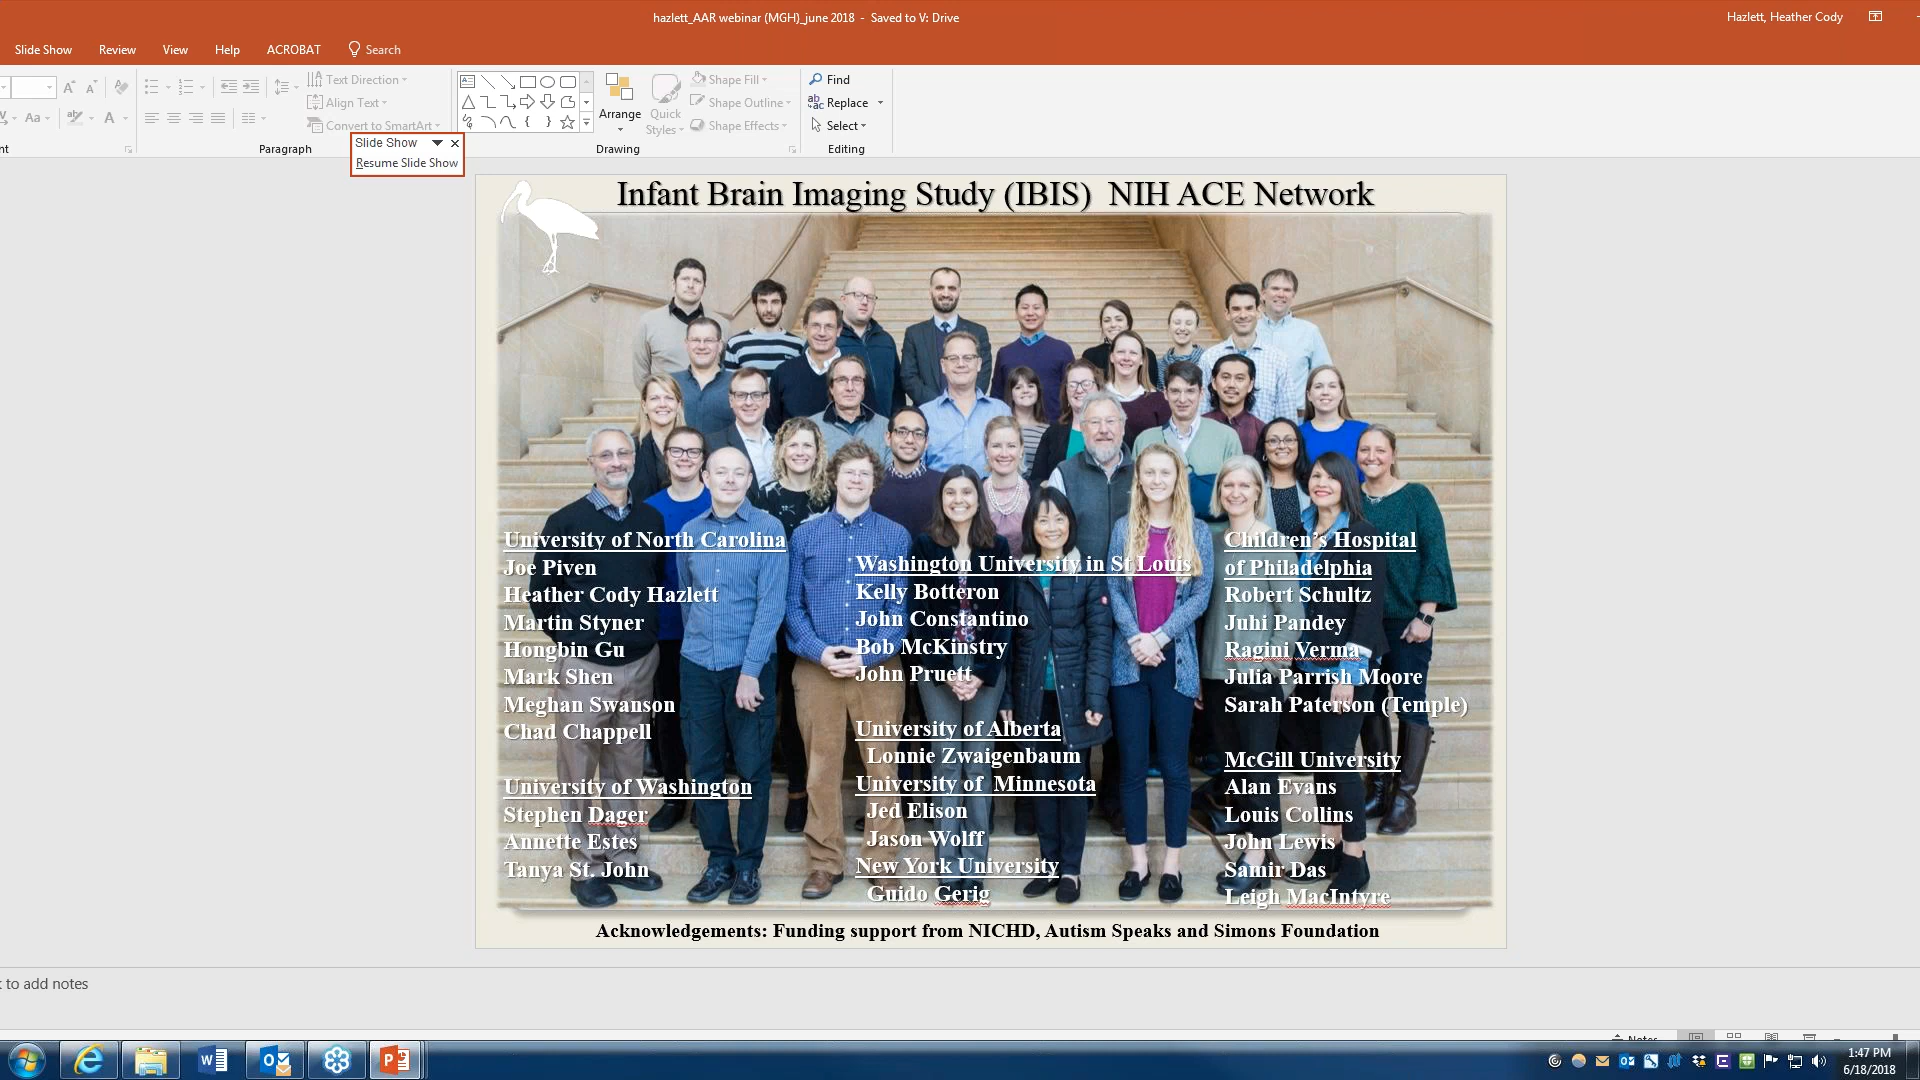 hazlett_AAR webinar (MGH)_june 2018 - Saved to V: Drive
Hazlett, Heather Cody
Slide Show Review View Help ACROBAT Search
Text Direction
Align Text
Convert to SmartArt
Aa
A
Paragraph
Slide Show
Resume Slide Show
Arrange
Quick Styles
Shape Fill
Shape Outline
Shape Effects
Drawing
Find
Replace
Select
Editing
Infant Brain Imaging Study (IBIS) NIH ACE Network
University of North Carolina
Joe Piven
Heather Cody Hazlett
Martin Styner
Hongbin Gu
Mark Shen
Meghan Swanson
Chad Chappell
University of Washington
Stephen Dager
Annette Estes
Tanya St. John
Washington University in St Louis
Kelly Botteron
John Constantino
Bob McKinstry
John Pruett
University of Alberta
Lonnie Zwaigenbaum
University of Minnesota
Jed Elison
Jason Wolff
New York University
Guido Gerig
Children's Hospital
of Philadelphia
Robert Schultz
Juhi Pandey
Ragini Verma
Julia Parrish Moore
Sarah Paterson (Temple)
McGill University
Alan Evans
Louis Collins
John Lewis
Samir Das
Leigh MacIntyre
Acknowledgements: Funding support from NICHD, Autism Speaks and Simons Foundation
to add notes
1:47 PM
6/18/2018